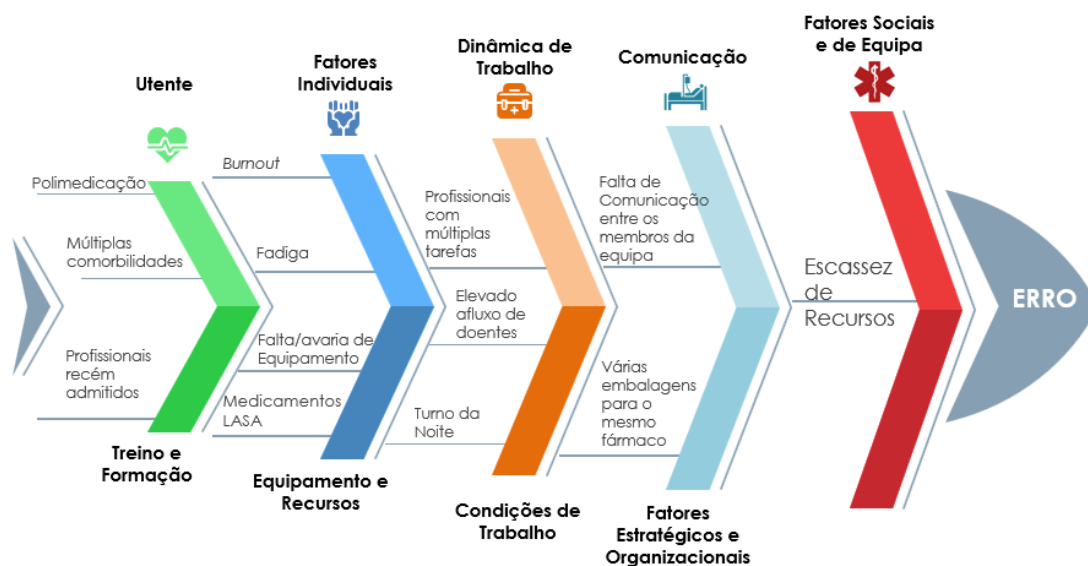 Utente
Fatores
Individuais
Dinâmica de
Trabalho
Comunicação
Fatores Sociais
e de Equipa
Polimedicação
Múltiplas
comorbilidades
Burnout
Fadiga
Profissionais
com
múltiplas
tarefas
Falta de
Comunicação
entre os
membros da
equipa
Escassez
de
Recursos
ERRO
Profissionais
recém
admitidos
Falta/avaria de
Equipamento
Medicamentos
LASA
Elevado
afluxo de
doentes
Turno da
Noite
Várias
embalagens
para o
mesmo
fármaco
Treino e
Formação
Equipamento e
Recursos
Condições de
Trabalho
Fatores
Estratégicos e
Organizacionais